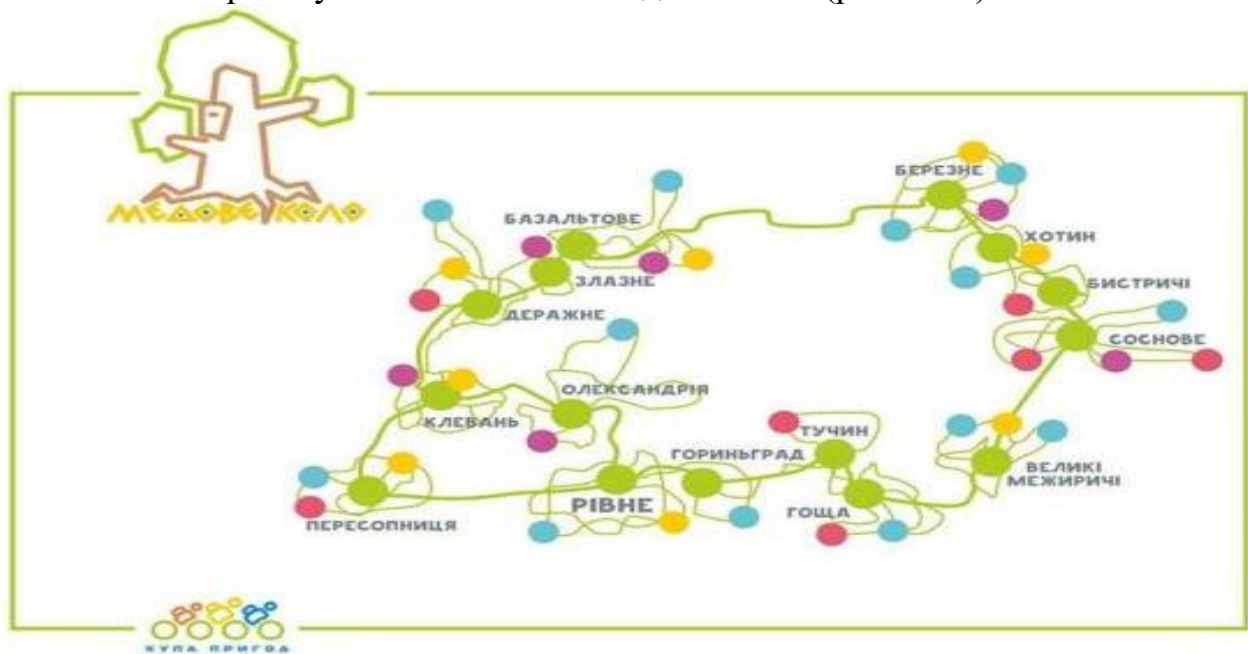 МЕДОВЕ КОЛО
БЕРЕЗНЕ
БАЗАЛЬТОВЕ
ХОТИН
ЗЛАЗНЕ
БИСТРИЧІ
ДЕРАЖНЕ
СОСНОВЕ
ОЛЕКСАНДРІЯ
КЛЕВАНЬ
ТУЧИН
ГОРИНЬГРАД
ВЕЛИКІ
МЕЖИРИЧІ
РІВНЕ
ГОЩА
ПЕРЕСОПНИЦЯ
КУПА ПРИГОД